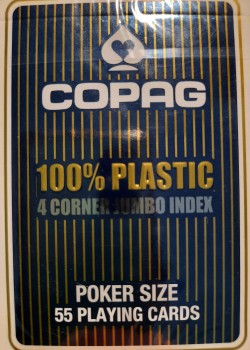 COPAG
100% PLASTIC
4 CORNER JUMBO INDEX
POKER SIZE
55 PLAYING CARDS